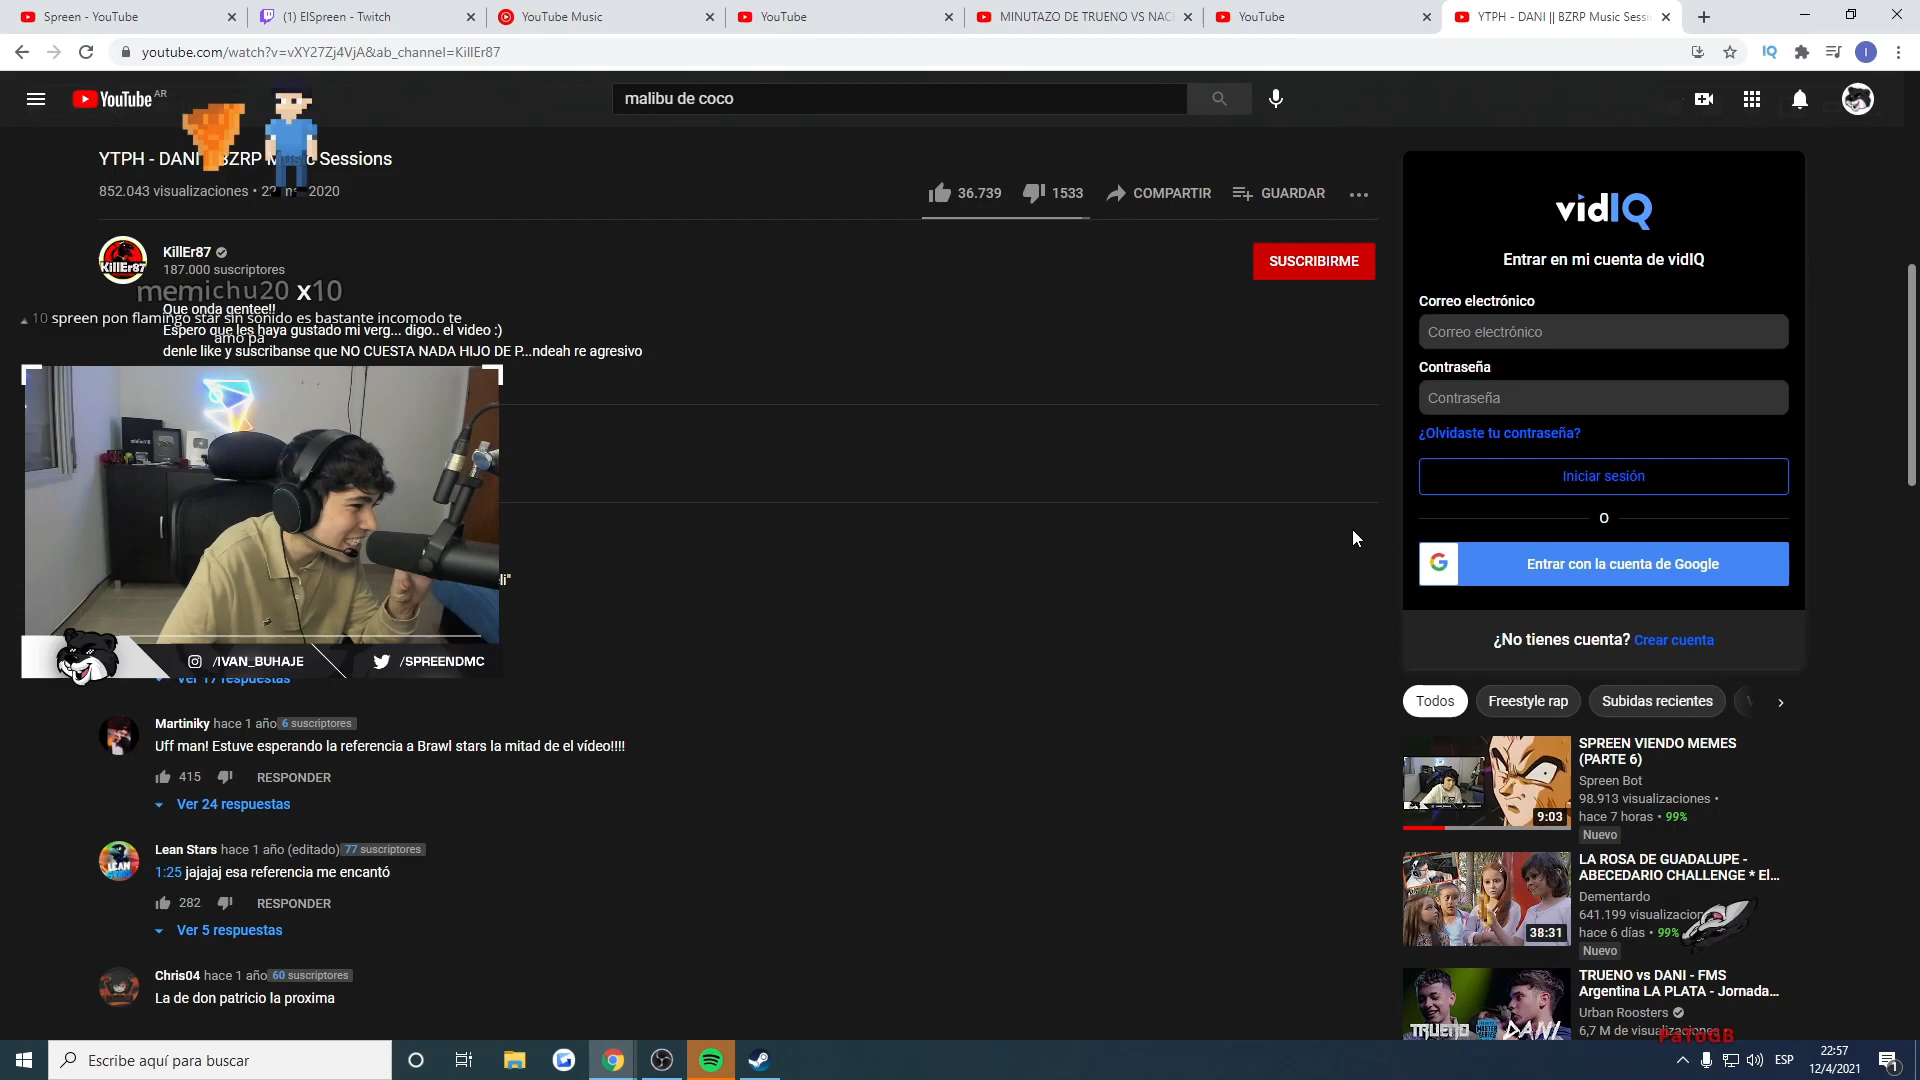 Spreen - YouTube
(1) ElSpreen - Twitch
YouTube Music
YouTube
MINUTAZO DE TRUENO VS NAC
YouTube
YTPH - DANI || BZRP Music Sessi
youtube.com/watch?v=vXY27Zj4VjA&ab_channel=KillEr87
IQ
I
YouTube AR
malibu de coco
YTPH - DANI || BZRP Music Sessions
852.043 visualizaciones • 22 2020
36.739
1533
COMPARTIR
GUARDAR
KillEr87
KillEr87
187.000 suscriptores
SUSCRIBIRME
memichu20 x10
Que onda gentee!!
10 spreen pon flamingo star sin sonido es bastante incomodo te
amo pa
Espero que les haya gustado mi verg... digo.. el video :)
denle like y suscribanse que NO CUESTA NADA HIJO DE P...ndeah re agresivo
/IVAN_BUHAJE
/SPREENDMC
Ver 17 respuestas
Martiniky hace 1 año 6 suscriptores
Uff man! Estuve esperando la referencia a Brawl stars la mitad de el vídeo!!!!
415
RESPONDER
Ver 24 respuestas
Lean Stars hace 1 año (editado) 77 suscriptores
1:25 jajajaj esa referencia me encantó
282
RESPONDER
Ver 5 respuestas
Chris04 hace 1 año 60 suscriptores
La de don patricio la proxima
vidIQ
Entrar en mi cuenta de vidIQ
Correo electrónico
Correo electrónico
Contraseña
Contraseña
¿Olvidaste tu contraseña?
Iniciar sesión
O
Entrar con la cuenta de Google
¿No tienes cuenta? Crear cuenta
Todos
Freestyle rap
Subidas recientes
SPREEN VIENDO MEMES
(PARTE 6)
Spreen Bot
98.913 visualizaciones •
hace 7 horas • 99%
Nuevo
9:03
LA ROSA DE GUADALUPE -
ABECEDARIO CHALLENGE * El...
Dementardo
641.199 visualizacion
hace 6 días • 99%
Nuevo
38:31
TRUENO vs DANI - FMS
Argentina LA PLATA - Jornada...
Urban Roosters
6,7 M de visualizaciones
TRUENO
DANI
PaToGB
Escribe aquí para buscar
ESP
22:57
12/4/2021
1